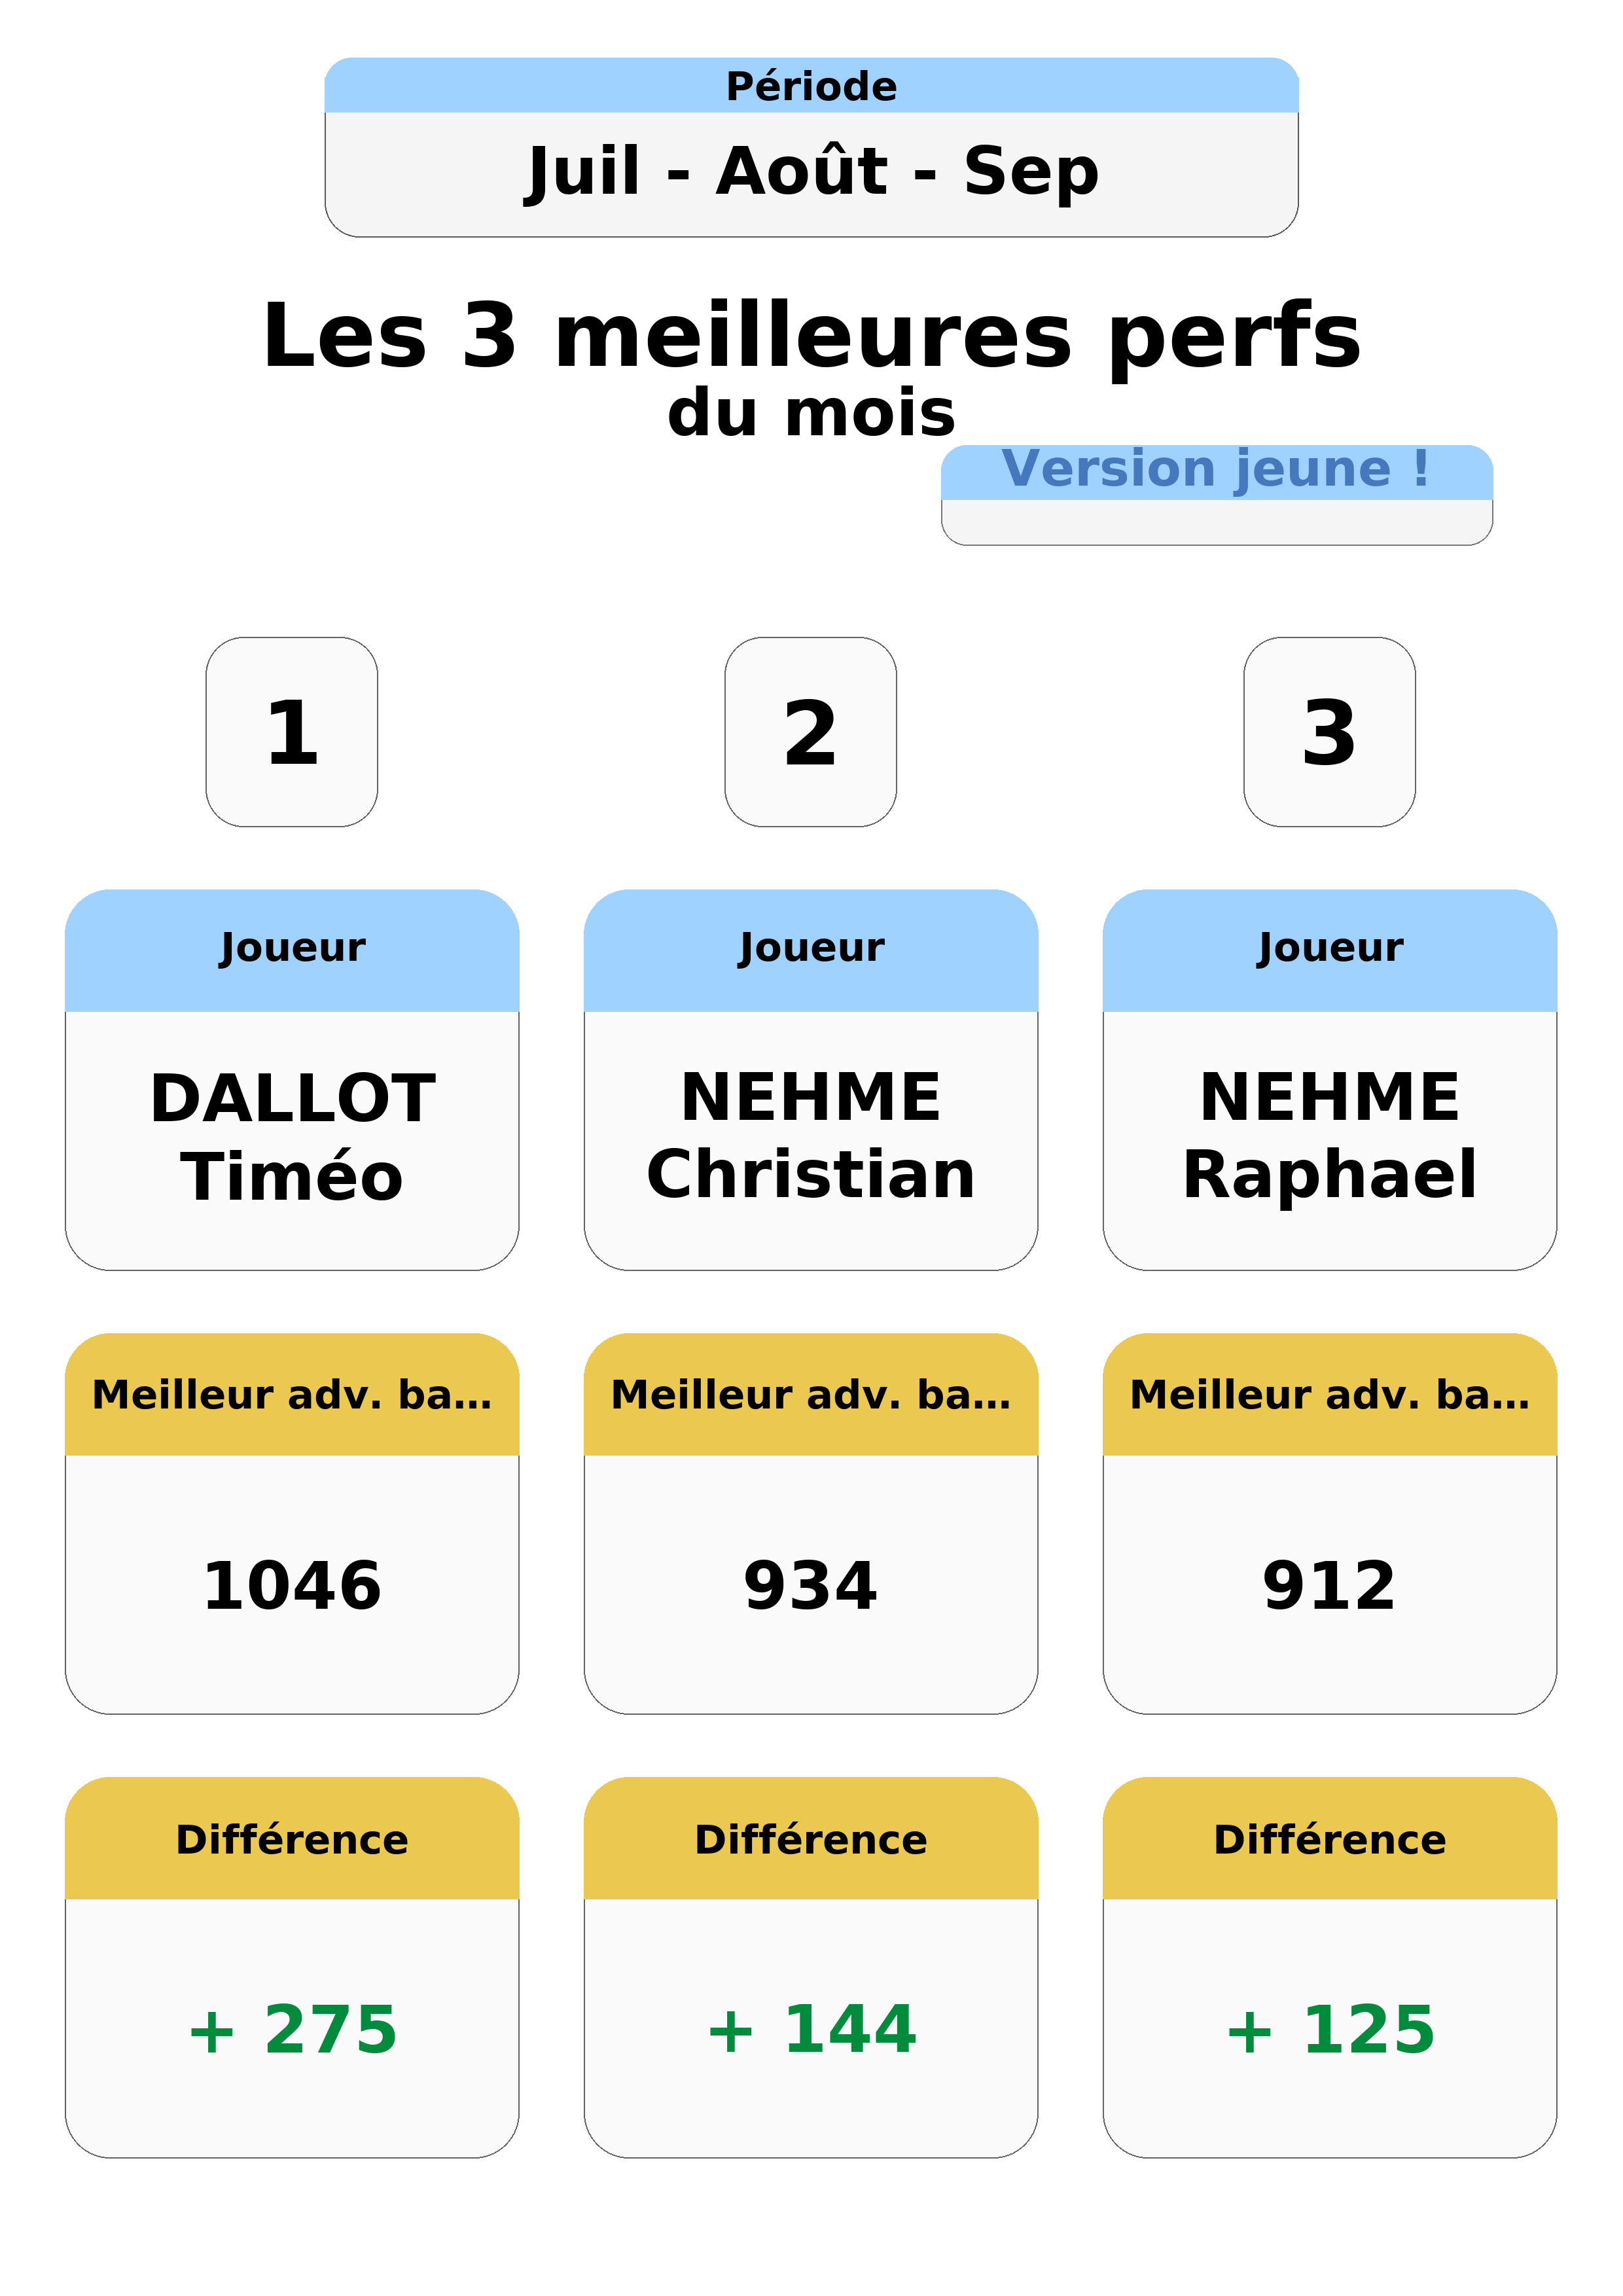 Période
Juil - Août - Sep
Les 3 meilleures perfs
du mois
Version jeune !
1
2
3
Joueur
Joueur
Joueur
DALLOT
Timéo
NEHME
Christian
NEHME
Raphael
Meilleur adv. ba...
Meilleur adv. ba...
Meilleur adv. ba...
1046
934
912
Différence
Différence
Différence
+ 275
+ 144
+ 125